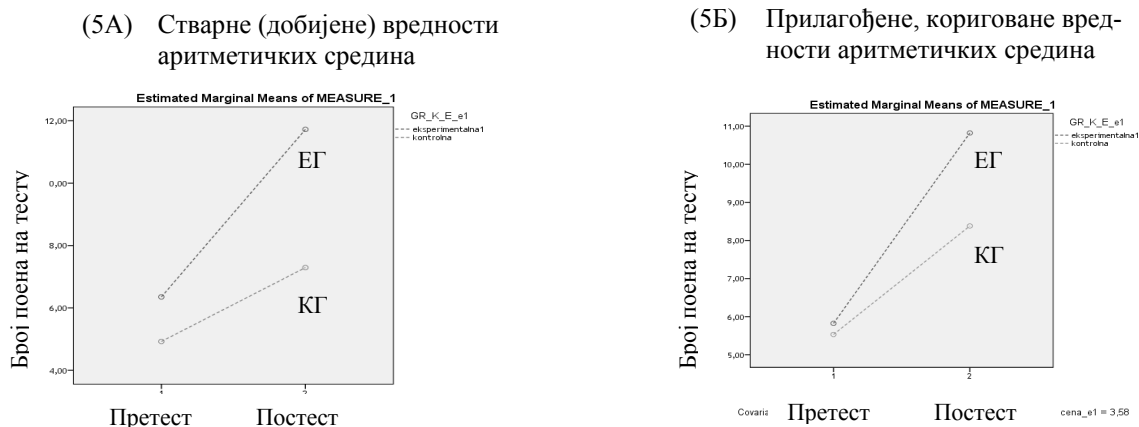 (5А) Стварне (добијене) вредности
аритметичких средина
Estimated Marginal Means of MEASURE_1
GR_K_E_e1
eksperimentalna1
kontrolna
12,00
0,00
8,00
6,00
4,00
ЕГ
КГ
Број поена на тесту
1
2
Претест Постест
(5Б) Прилагођене, кориговане вред-
ности аритметичких средина
Estimated Marginal Means of MEASURE_1
GR_K_E_e1
eksperimentalna1
kontrolna
11,00
10,00
9,00
8,00
7,00
6,00
5,00
ЕГ
КГ
Број поена на тесту
1
2
Covaria Претест Постест cena_e1 = 3,58